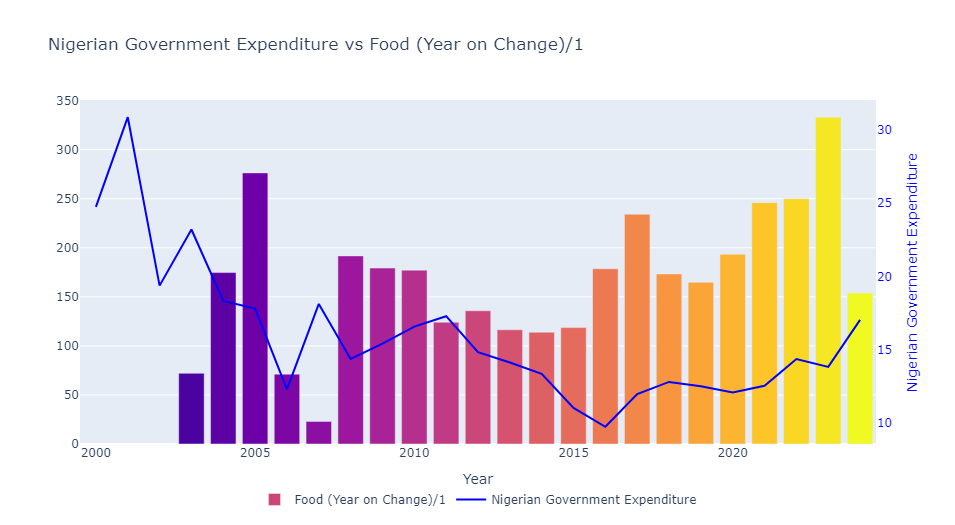 Nigerian Government Expenditure vs Food (Year on Change)/1
350
300
250
200
150
100
50
0
30
25
20
15
10
Nigerian Government Expenditure
2000 2005 2010 2015 2020
Year
Food (Year on Change)/1 Nigerian Government Expenditure